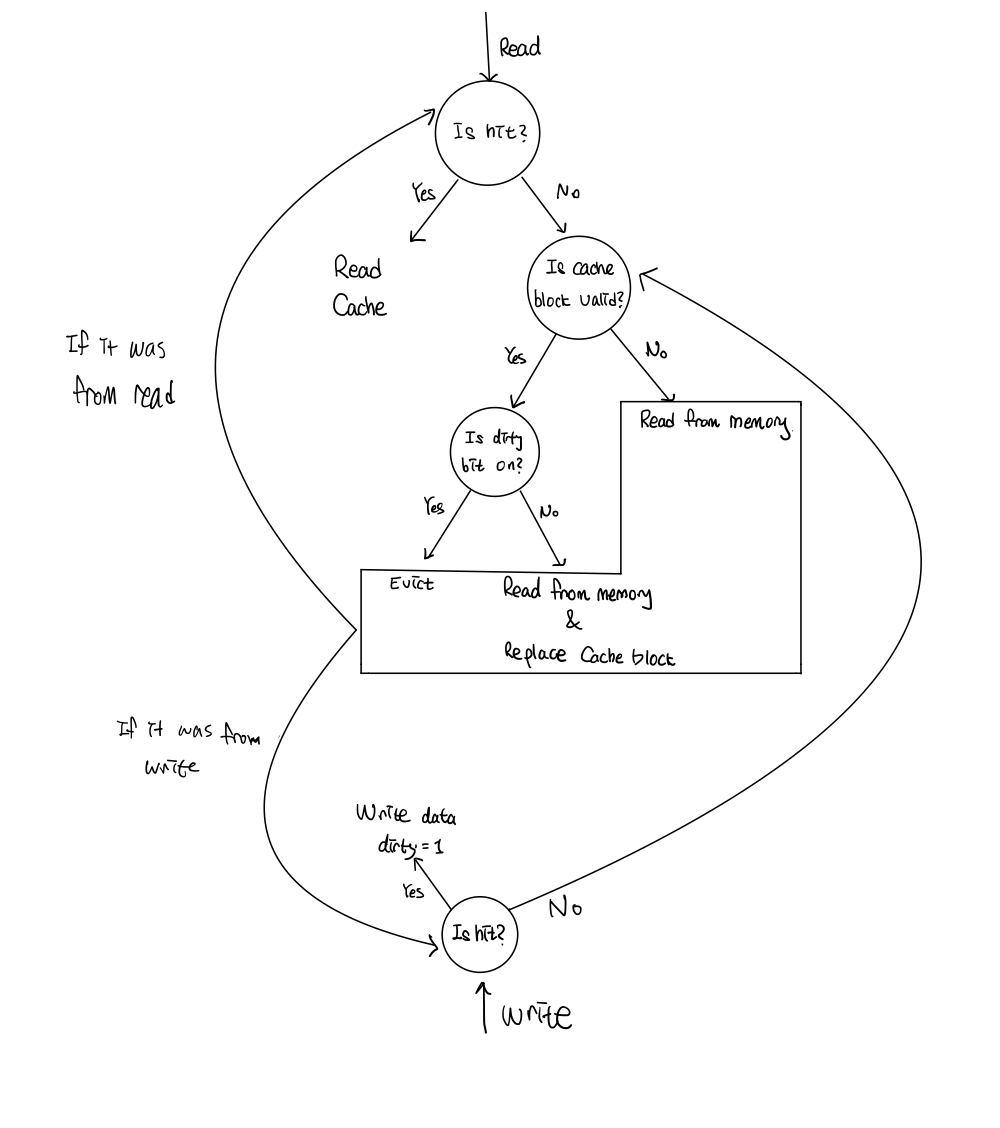 Read
Is hit?
Yes
No
Read
Cache
Is cache
block valid?
If it was
from read
Yes
No
Is dirty
bit on?
Read from memory
Yes
No
Evict
Read from memory
&
Replace Cache block
If it was from
write
Write data
dirty = 1
Yes
No
Is hit?
write